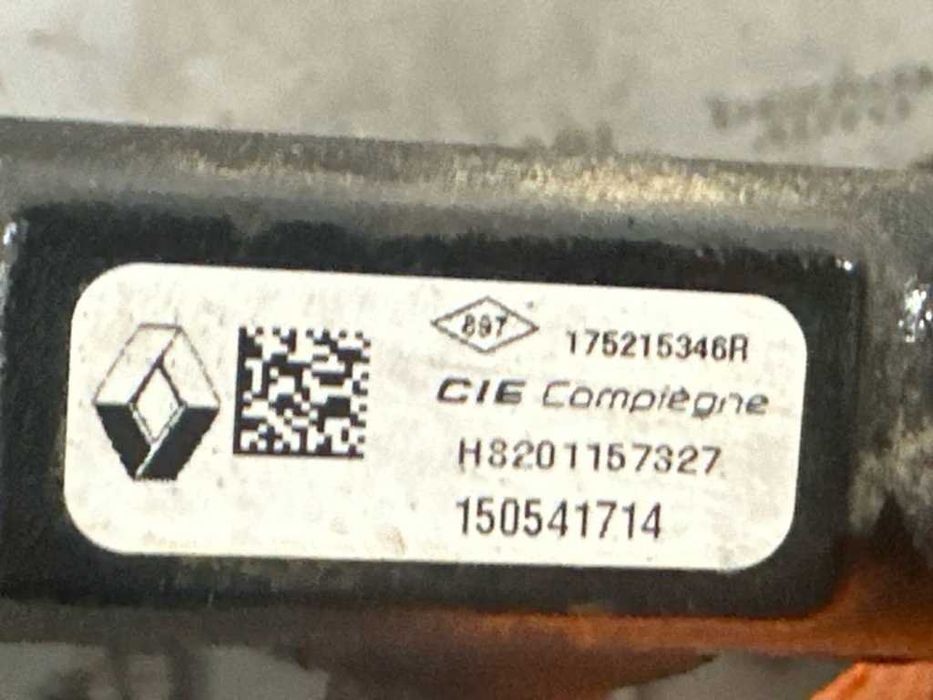 897
175215346R
CIE Compiègne
H8201157327
150541714